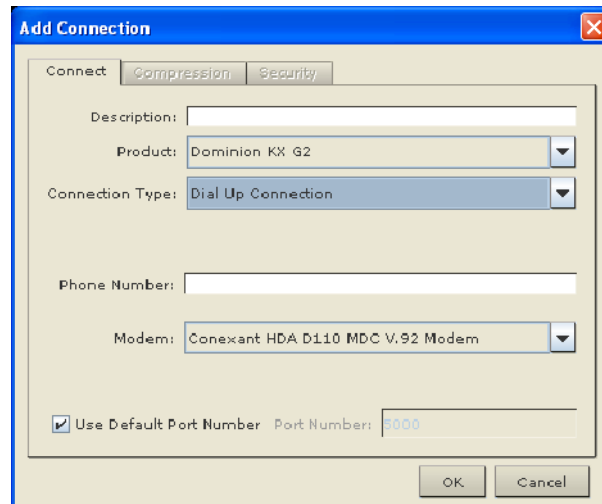 Add Connection
Connect Compression Security
Description:
Product: Dominion KX G2
Connection Type: Dial Up Connection
Phone Number:
Modem: Conexant HDA D110 MDC V.92 Modem
Use Default Port Number Port Number: 5000
OK Cancel